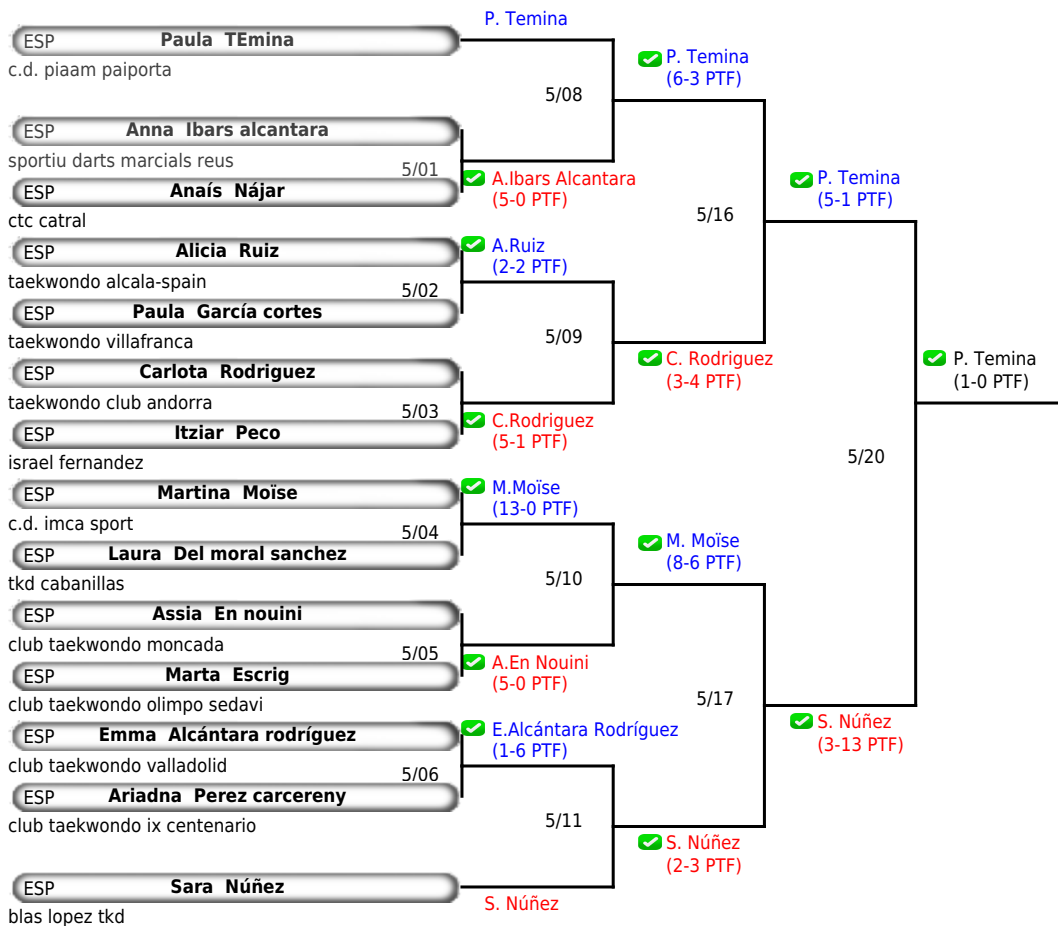 P. Temina
ESP Paula TEmina
c.d. piaam paiporta
P. Temina
(6-3 PTF)
5/08
ESP Anna Ibars alcantara
sportiu darts marcials reus
5/01
A.Ibars Alcantara
(5-0 PTF)
ESP Anaís Nájar
ctc catral
P. Temina
(5-1 PTF)
5/16
ESP Alicia Ruiz
A.Ruiz
(2-2 PTF)
taekwondo alcala-spain
5/02
ESP Paula García cortes
taekwondo villafranca
5/09
ESP Carlota Rodriguez
C. Rodriguez
(3-4 PTF)
P. Temina
(1-0 PTF)
taekwondo club andorra
5/03
C.Rodriguez
(5-1 PTF)
ESP Itziar Peco
israel fernandez
5/20
ESP Martina Moïse
M.Moïse
(13-0 PTF)
c.d. imca sport
5/04
ESP Laura Del moral sanchez
tkd cabanillas
M. Moïse
(8-6 PTF)
5/10
ESP Assia En nouini
club taekwondo moncada
5/05
A.En Nouini
(5-0 PTF)
ESP Marta Escrig
club taekwondo olimpo sedavi
5/17
S. Núñez
(3-13 PTF)
ESP Emma Alcántara rodríguez
E.Alcántara Rodríguez
(1-6 PTF)
club taekwondo valladolid
5/06
ESP Ariadna Perez carcereny
club taekwondo ix centenario
5/11
S. Núñez
(2-3 PTF)
ESP Sara Núñez
S. Núñez
blas lopez tkd